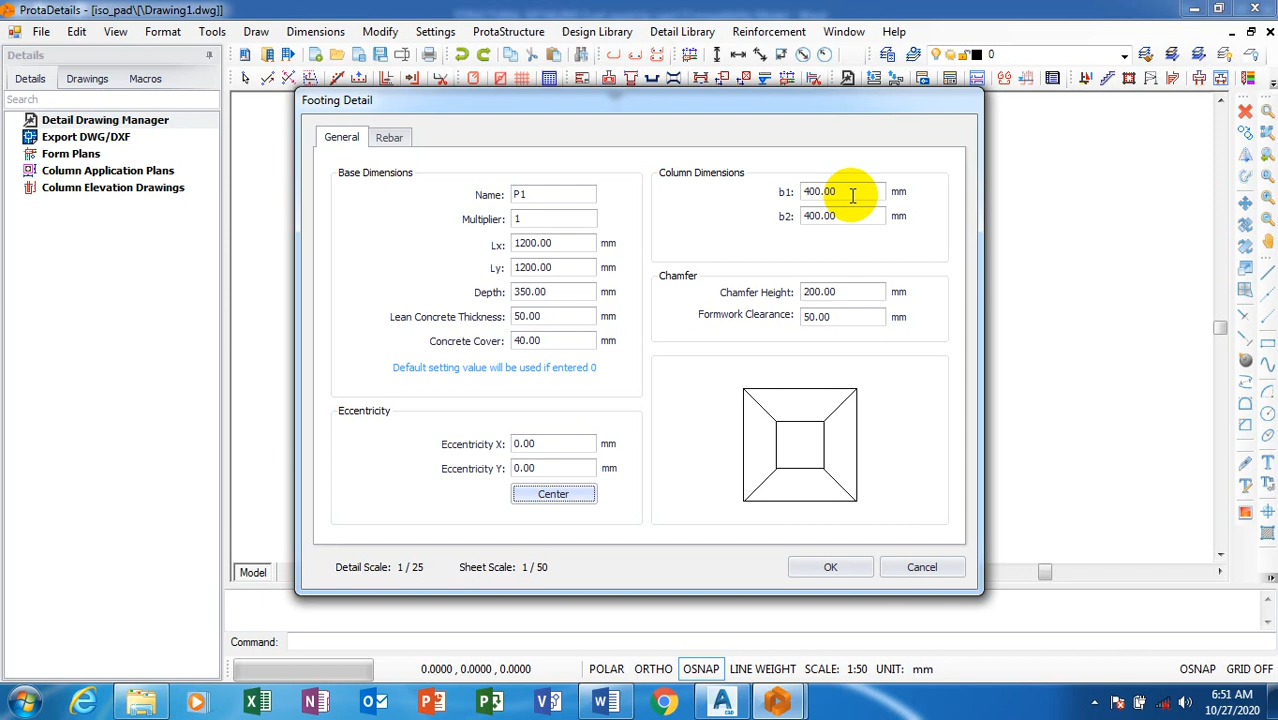 ProtaDetails - [iso_pad\[\Drawing1.dwg]]
File Edit View Format Tools Draw Dimensions Modify Settings ProtaStructure Design Library Detail Library Reinforcement Window Help
Details
0
Details Drawings Macros
Search
Detail Drawing Manager
Export DWG/DXF
Form Plans
Column Application Plans
Column Elevation Drawings
Footing Detail
General Rebar
Base Dimensions
Name: P1
Multiplier: 1
Lx: 1200.00 mm
Ly: 1200.00 mm
Depth: 350.00 mm
Lean Concrete Thickness: 50.00 mm
Concrete Cover: 40.00 mm
Default setting value will be used if entered 0
Eccentricity
Eccentricity X: 0.00 mm
Eccentricity Y: 0.00 mm
Center
Column Dimensions
b1: 400.00 mm
b2: 400.00 mm
Chamfer
Chamfer Height: 200.00 mm
Formwork Clearance: 50.00 mm
Detail Scale: 1 / 25 Sheet Scale: 1 / 50 OK Cancel
Model
Command:
0.0000 , 0.0000 , 0.0000 POLAR ORTHO OSNAP LINE WEIGHT SCALE: 1:50 UNIT: mm OSNAP GRID OFF
6:51 AM
10/27/2020